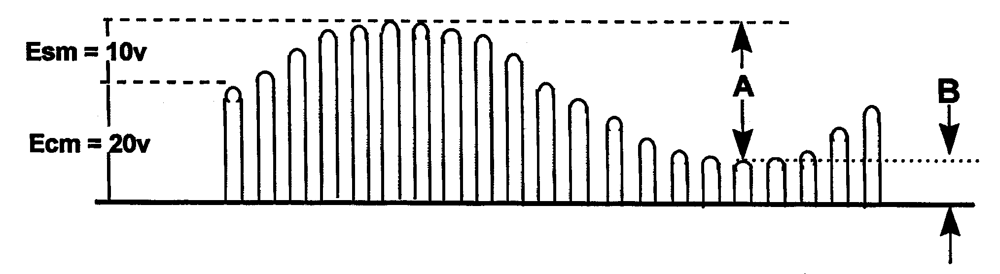 Esm = 10v
A
B
Ecm = 20v